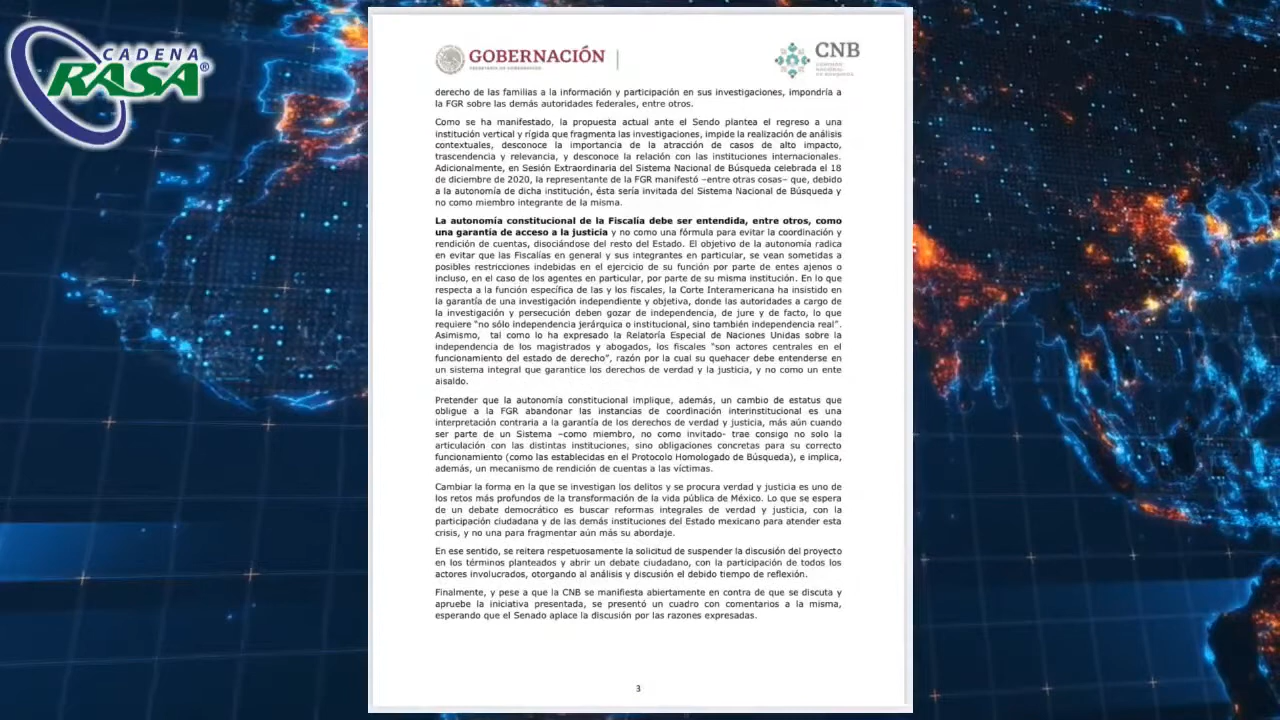 CADENA
RASA®
GOBERNACIÓN
SECRETARÍA DE GOBERNACIÓN
CNB
COMISIÓN
NACIONAL
DE BÚSQUEDA
derecho de las familias a la información y participación en sus investigaciones, impondría a
la FGR sobre las demás autoridades federales, entre otros.
Como se ha manifestado, la propuesta actual ante el Sendo plantea el regreso a una
institución vertical y rígida que fragmenta las investigaciones, impide la realización de análisis
contextuales, desconoce la importancia de la atracción de casos de alto impacto,
trascendencia y relevancia, y desconoce la relación con las instituciones internacionales.
Adicionalmente, en Sesión Extraordinaria del Sistema Nacional de Búsqueda celebrada el 18
de diciembre de 2020, la representante de la FGR manifestó –entre otras cosas– que, debido
a la autonomía de dicha institución, ésta sería invitada del Sistema Nacional de Búsqueda y
no como miembro integrante de la misma.
La autonomía constitucional de la Fiscalía debe ser entendida, entre otros, como
una garantía de acceso a la justicia y no como una fórmula para evitar la coordinación y
rendición de cuentas, disociándose del resto del Estado. El objetivo de la autonomía radica
en evitar que las Fiscalías en general y sus integrantes en particular, se vean sometidas a
posibles restricciones indebidas en el ejercicio de su función por parte de entes ajenos o
incluso, en el caso de los agentes en particular, por parte de su misma institución. En lo que
respecta a la función específica de las y los fiscales, la Corte Interamericana ha insistido en
la garantía de una investigación independiente y objetiva, donde las autoridades a cargo de
la investigación y persecución deben gozar de independencia, de jure y de facto, lo que
requiere “no sólo independencia jerárquica o institucional, sino también independencia real”.
Asimismo, tal como lo ha expresado la Relatoría Especial de Naciones Unidas sobre la
independencia de los magistrados y abogados, los fiscales “son actores centrales en el
funcionamiento del estado de derecho”, razón por la cual su quehacer debe entenderse en
un sistema integral que garantice los derechos de verdad y la justicia, y no como un ente
aisaldo.
Pretender que la autonomía constitucional implique, además, un cambio de estatus que
obligue a la FGR abandonar las instancias de coordinación interinstitucional es una
interpretación contraria a la garantía de los derechos de verdad y justicia, más aún cuando
ser parte de un Sistema –como miembro, no como invitado- trae consigo no solo la
articulación con las distintas instituciones, sino obligaciones concretas para su correcto
funcionamiento (como las establecidas en el Protocolo Homologado de Búsqueda), e implica,
además, un mecanismo de rendición de cuentas a las víctimas.
Cambiar la forma en la que se investigan los delitos y se procura verdad y justicia es uno de
los retos más profundos de la transformación de la vida pública de México. Lo que se espera
de un debate democrático es buscar reformas integrales de verdad y justicia, con la
participación ciudadana y de las demás instituciones del Estado mexicano para atender esta
crisis, y no una para fragmentar aún más su abordaje.
En ese sentido, se reitera respetuosamente la solicitud de suspender la discusión del proyecto
en los términos planteados y abrir un debate ciudadano, con la participación de todos los
actores involucrados, otorgando al análisis y discusión el debido tiempo de reflexión.
Finalmente, y pese a que la CNB se manifiesta abiertamente en contra de que se discuta y
apruebe la iniciativa presentada, se presentó un cuadro con comentarios a la misma,
esperando que el Senado aplace la discusión por las razones expresadas.
3